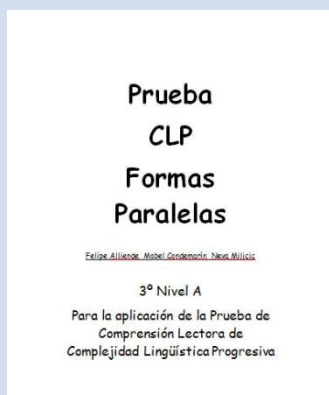 Prueba
CLP
Formas
Paralelas
Felipe Alliende, Mabel Condemarín, Neva Milicic
3º Nivel A
Para la aplicación de la Prueba de
Comprensión Lectora de
Complejidad Lingüística Progresiva